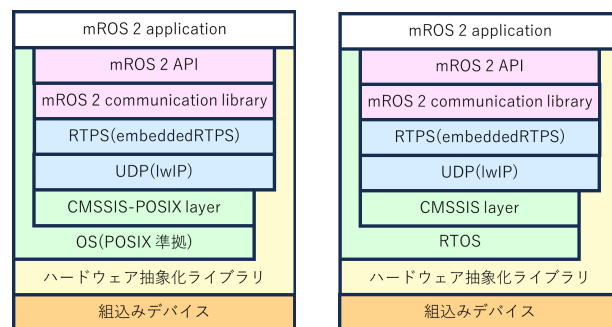 mROS 2 application
mROS 2 API
mROS 2 communication library
RTPS(embeddedRTPS)
UDP(lwIP)
CMSSIS-POSIX layer
OS(POSIX 準拠)
ハードウェア抽象化ライブラリ
組込みデバイス
mROS 2 application
mROS 2 API
mROS 2 communication library
RTPS(embeddedRTPS)
UDP(lwIP)
CMSSIS layer
RTOS
ハードウェア抽象化ライブラリ
組込みデバイス